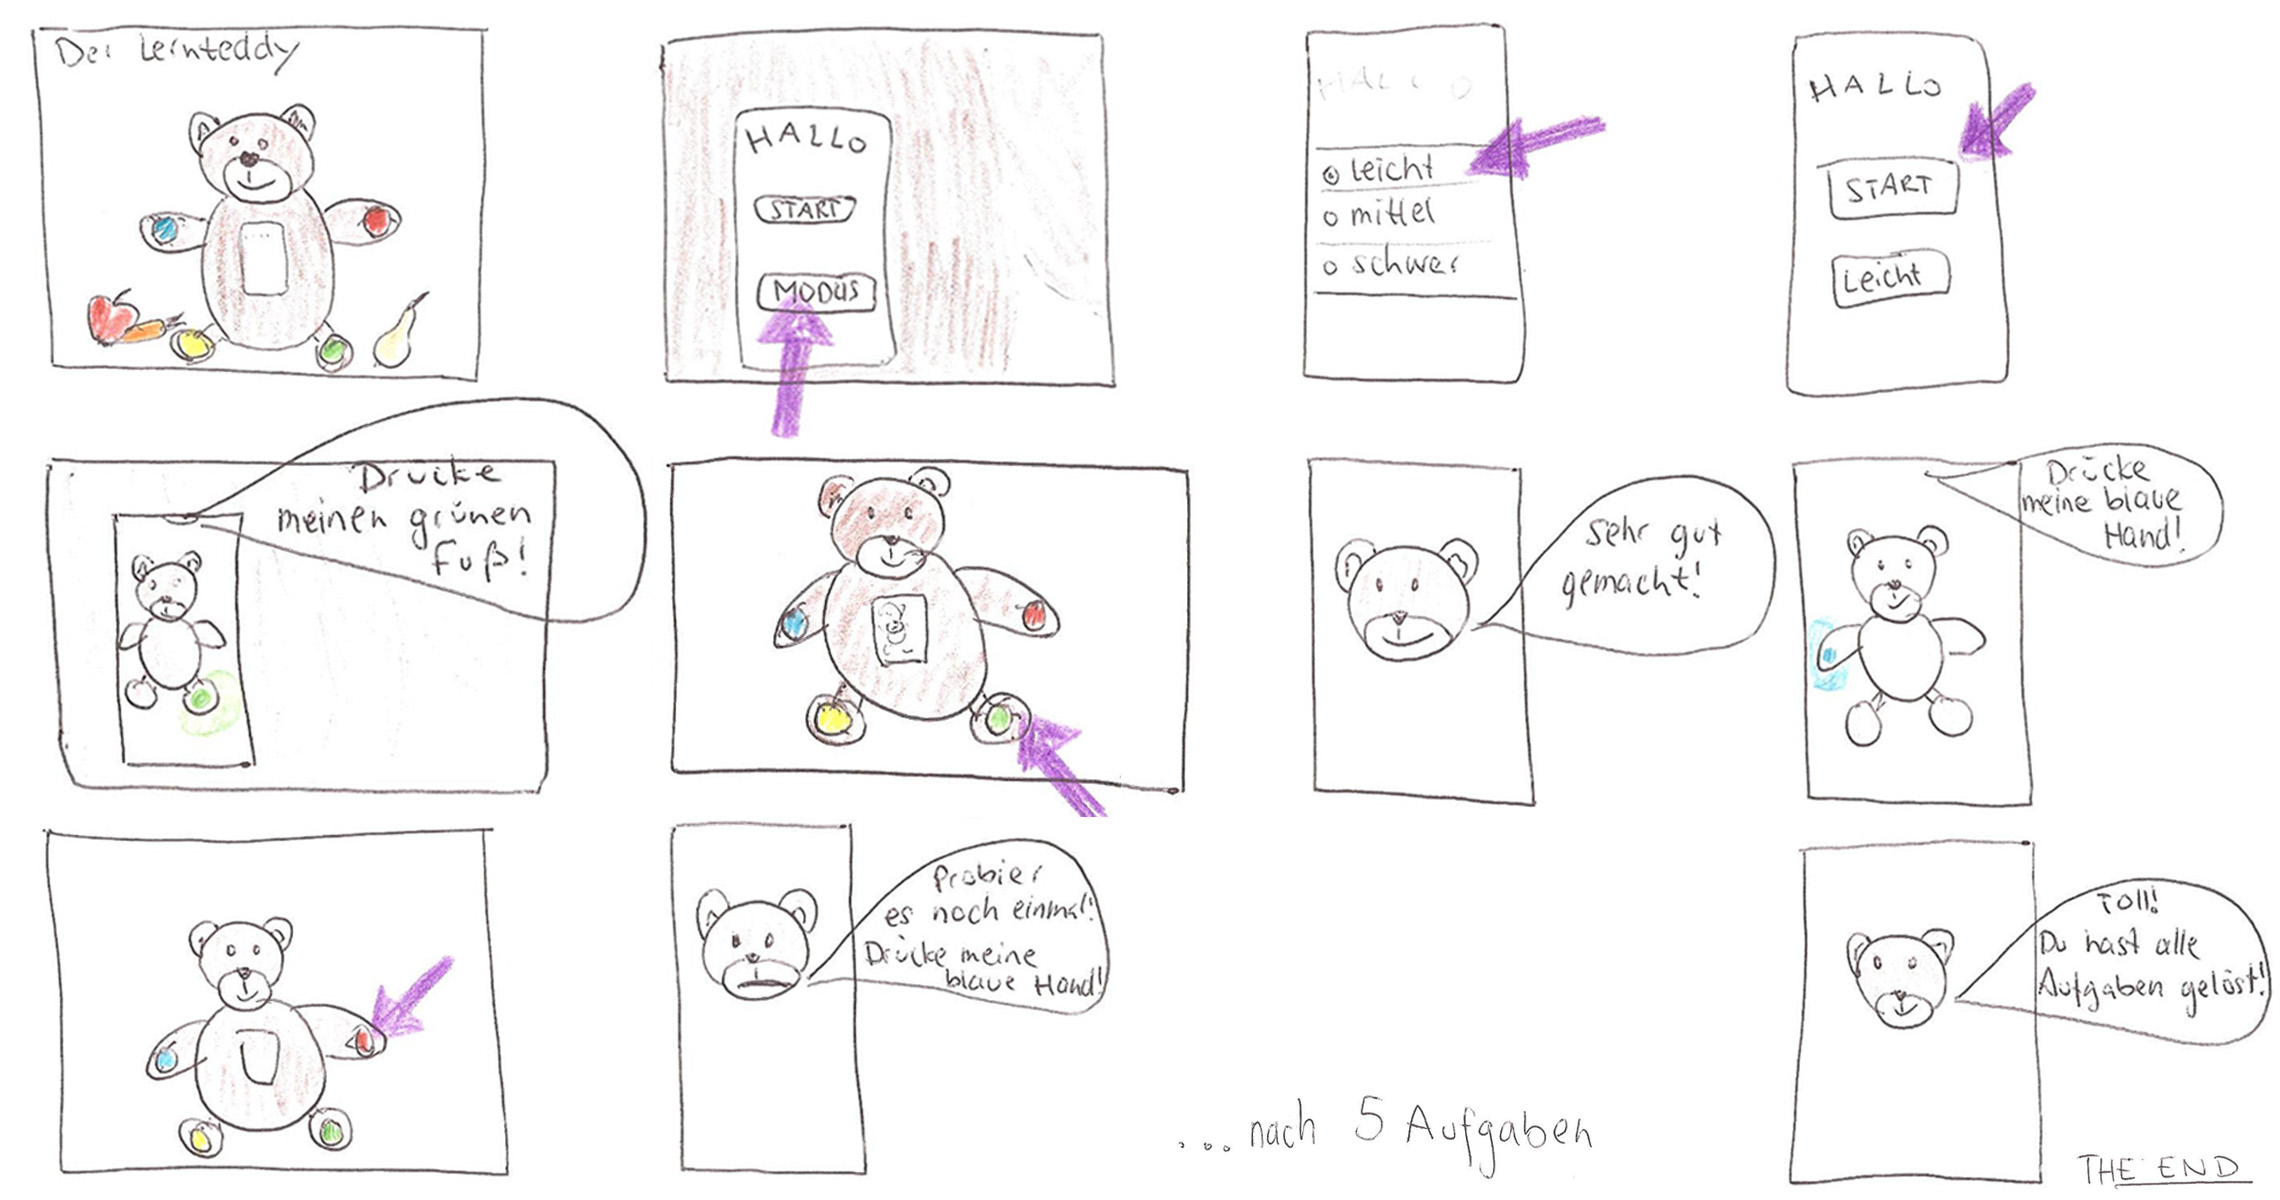 Der Lernteddy
HALLO
START
MODUS
HALLO
leicht
mittel
schwer
HALLO
START
Leicht
Drücke
meinen grünen
Fuß!
Sehr gut
gemacht!
Drücke
meine blaue
Hand!
Probier
es noch einmal!
Drücke meine
blaue Hand!
...nach 5 Aufgaben
Toll!
Du hast alle
Aufgaben gelöst!
THE END